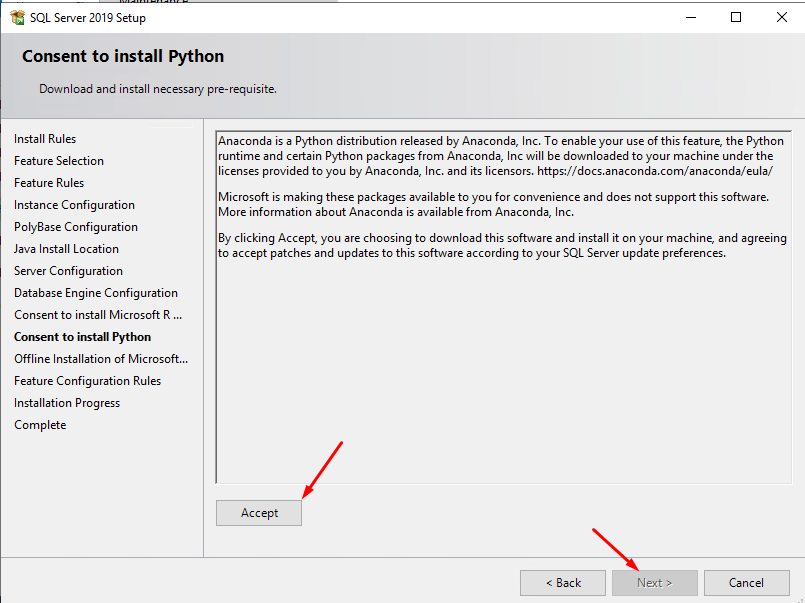 Maintenance
SQL Server 2019 Setup
Consent to install Python
Download and install necessary pre-requisite.
Install Rules
Feature Selection
Feature Rules
Instance Configuration
PolyBase Configuration
Java Install Location
Server Configuration
Database Engine Configuration
Consent to install Microsoft R ...
Consent to install Python
Offline Installation of Microsoft...
Feature Configuration Rules
Installation Progress
Complete
Anaconda is a Python distribution released by Anaconda, Inc. To enable your use of this feature, the Python
runtime and certain Python packages from Anaconda, Inc will be downloaded to your machine under the
licenses provided to you by Anaconda, Inc. and its licensors. https://docs.anaconda.com/anaconda/eula/
Microsoft is making these packages available to you for convenience and does not support this software.
More information about Anaconda is available from Anaconda, Inc.
By clicking Accept, you are choosing to download this software and install it on your machine, and agreeing
to accept patches and updates to this software according to your SQL Server update preferences.
Accept
< Back
Next >
Cancel